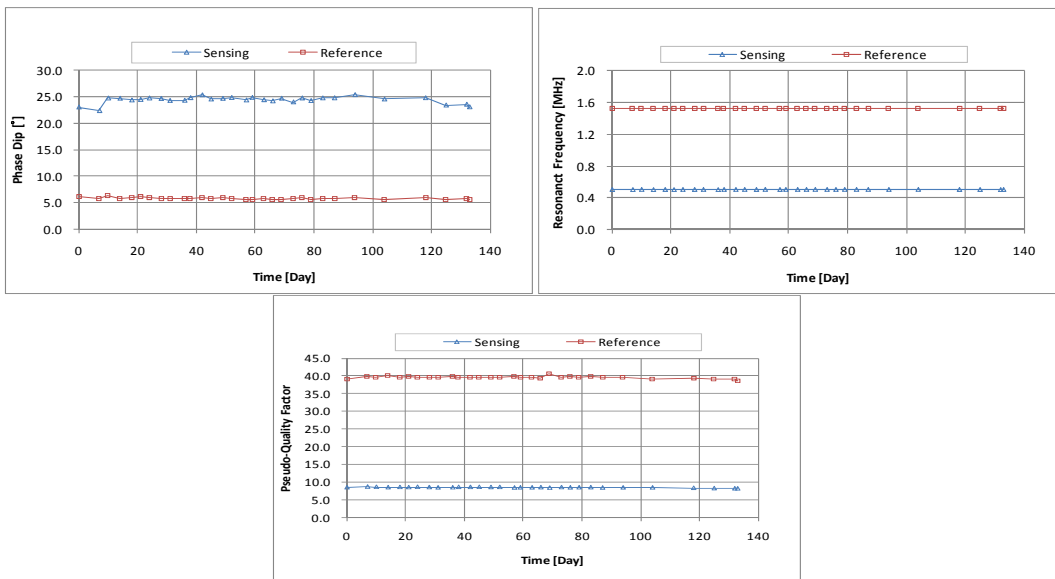 Sensing Reference
30.0
25.0
20.0
15.0
10.0
5.0
0.0
Phase Dip [°]
0 20 40 60 80 100 120 140
Time [Day]
Sensing Reference
2.0
1.6
1.2
0.8
0.4
0.0
Resonanct Frequency [MHz]
0 20 40 60 80 100 120 140
Time [Day]
Sensing Reference
45.0
40.0
35.0
30.0
25.0
20.0
15.0
10.0
5.0
0.0
Pseudo-Quality Factor
0 20 40 60 80 100 120 140
Time [Day]